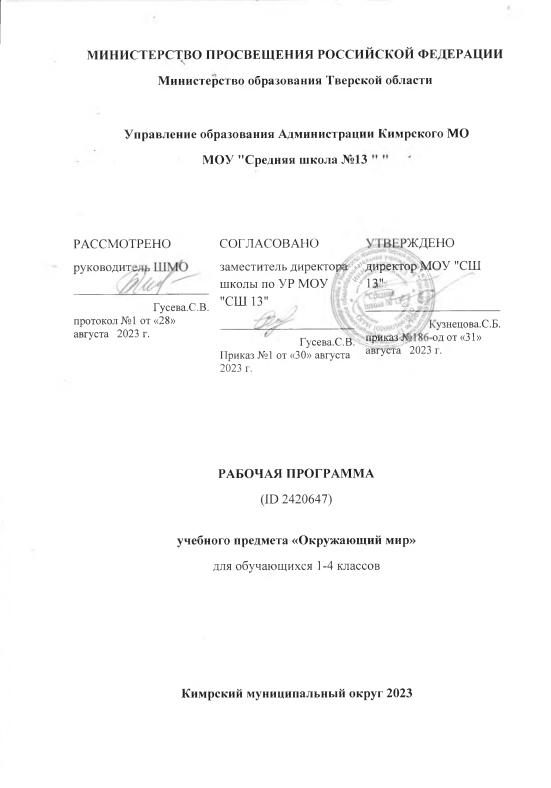 МИНИСТЕРСТВО ПРОСВЕЩЕНИЯ РОССИЙСКОЙ ФЕДЕРАЦИИ
Министерство образования Тверской области
Управление образования Администрации Кимрского МО
МОУ "Средняя школа №13 " "
РАССМОТРЕНО
руководитель ШМО
Гусева.С.В.
протокол №1 от «28»
августа 2023 г.
СОГЛАСОВАНО
заместитель директора
школы по УР МОУ
"СШ 13"
Гусева.С.В.
Приказ №1 от «30» августа
2023 г.
УТВЕРЖДЕНО
директор МОУ "СШ
13"
Кузнецова.С.Б.
приказ №186-од от «31»
августа 2023 г.
РАБОЧАЯ ПРОГРАММА
(ID 2420647)
учебного предмета «Окружающий мир»
для обучающихся 1-4 классов
Кимрский муниципальный округ 2023